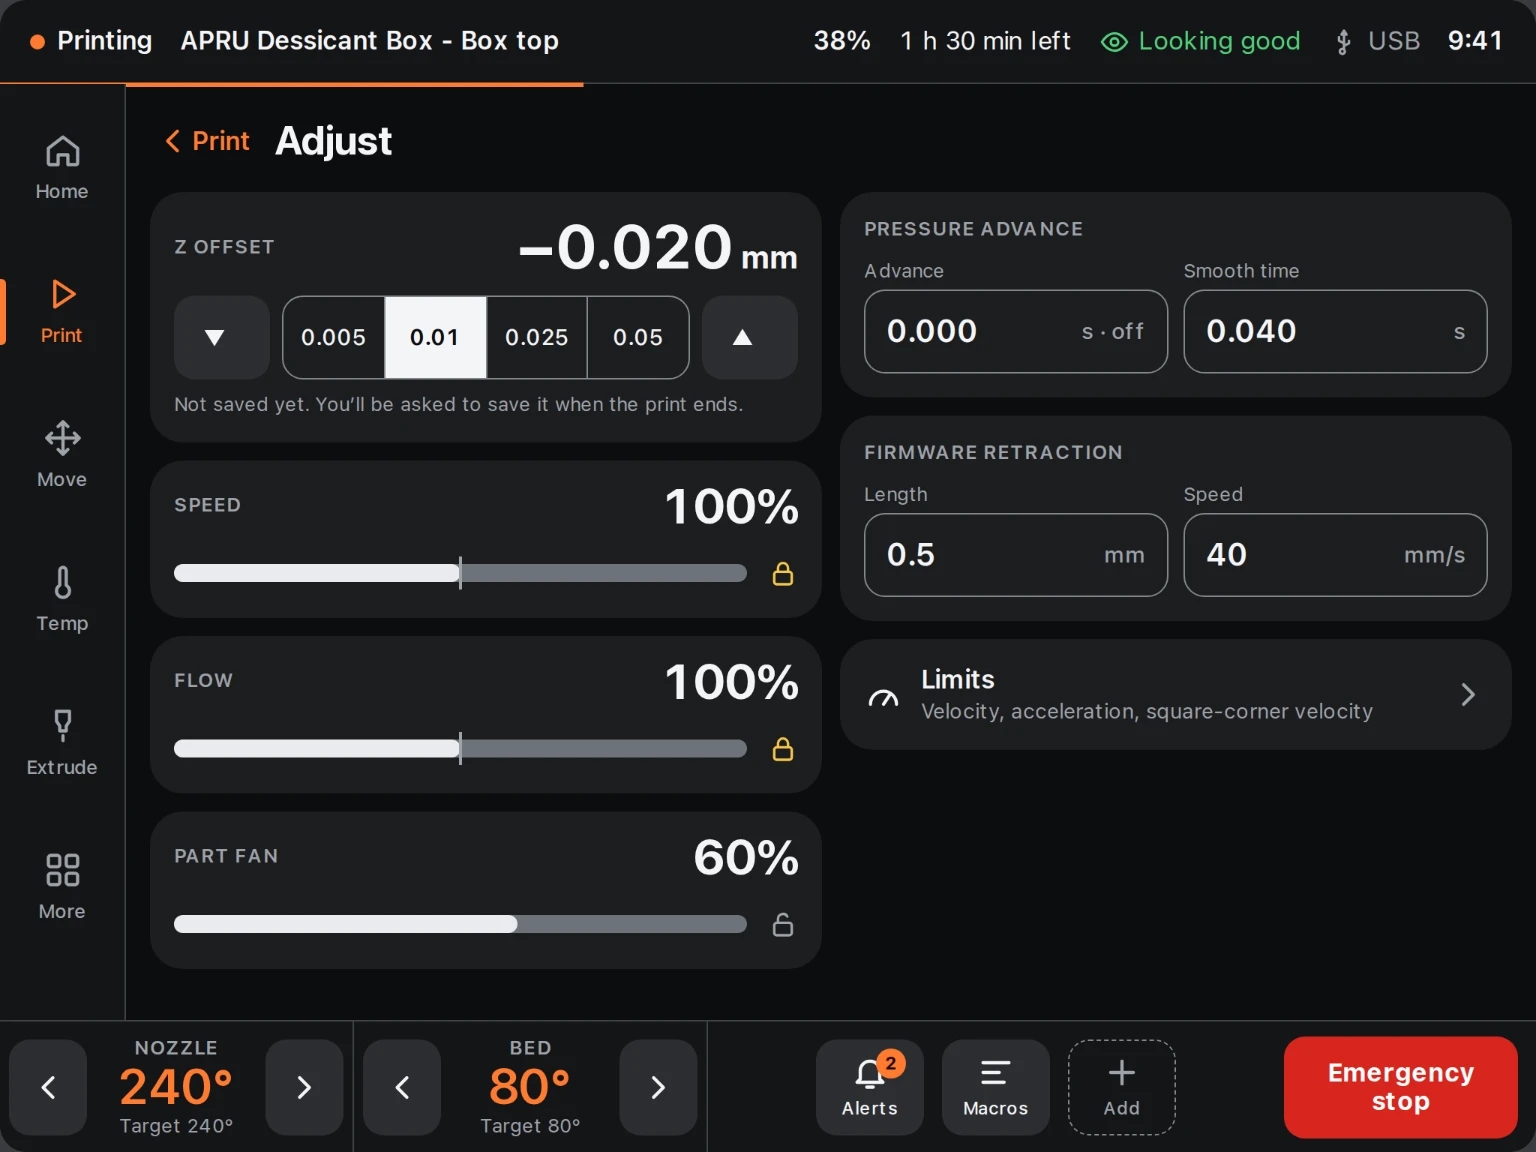 Printing APRU Dessicant Box - Box top 38% 1 h 30 min left Looking good USB 9:41
Home
Print
Move
Temp
Extrude
More
Print Adjust
Z OFFSET −0.020 mm
0.005 0.01 0.025 0.05
Not saved yet. You’ll be asked to save it when the print ends.
SPEED 100%
FLOW 100%
PART FAN 60%
PRESSURE ADVANCE
Advance Smooth time
0.000 s · off 0.040 s
FIRMWARE RETRACTION
Length Speed
0.5 mm 40 mm/s
Limits
Velocity, acceleration, square-corner velocity
NOZZLE
240°
Target 240°
BED
80°
Target 80°
2
Alerts
Macros
Add
Emergency
stop